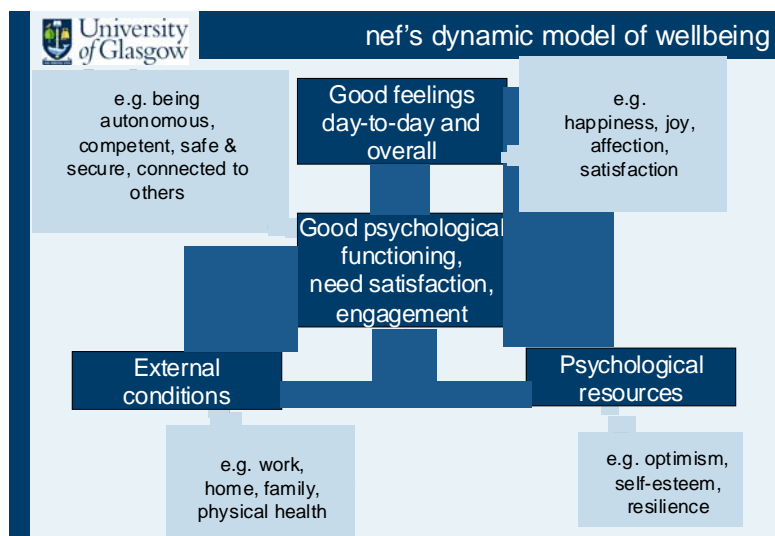 University
of Glasgow
nef's dynamic model of wellbeing
e.g. being
autonomous,
competent, safe &
secure, connected to
others
Good feelings
day-to-day and
overall
e.g.
happiness, joy,
affection,
satisfaction
Good psychological
functioning,
need satisfaction,
engagement
External
conditions
Psychological
resources
e.g. work,
home, family,
physical health
e.g. optimism,
self-esteem,
resilience